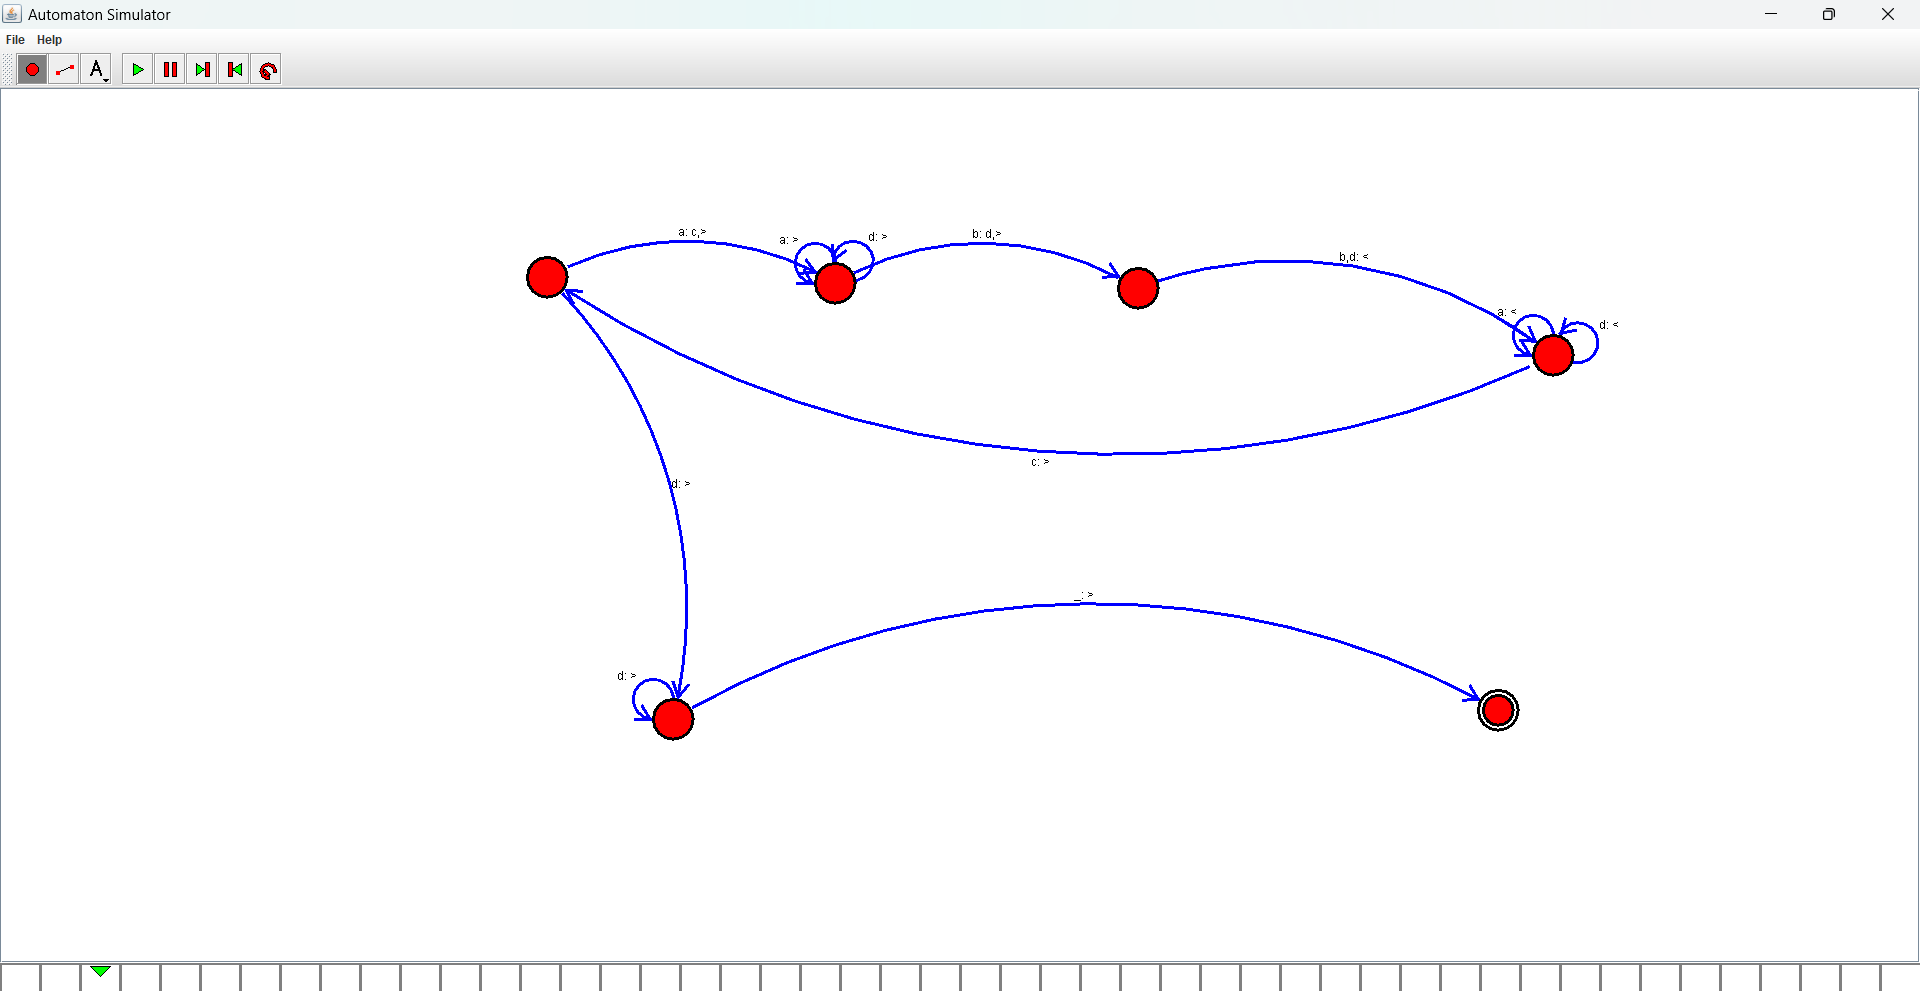 Automaton Simulator
File Help
A
a: c,>
a: >
d: >
b: d,>
b,d: <
a: <
d: <
c: >
d: >
_: >
d: >